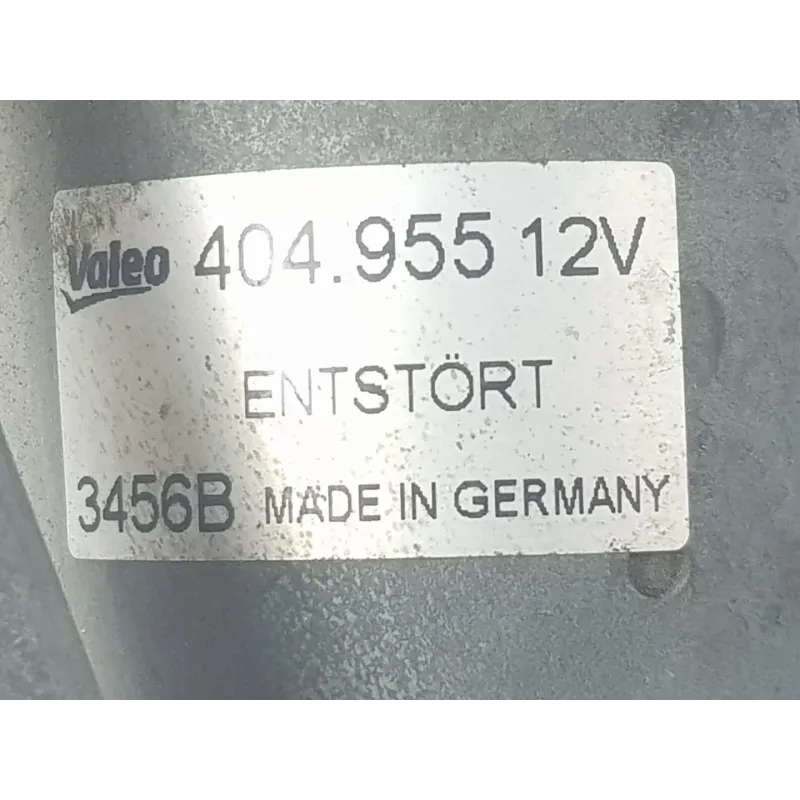 Valeo 404.955 12V
ENTSTÖRT
3456B MADE IN GERMANY